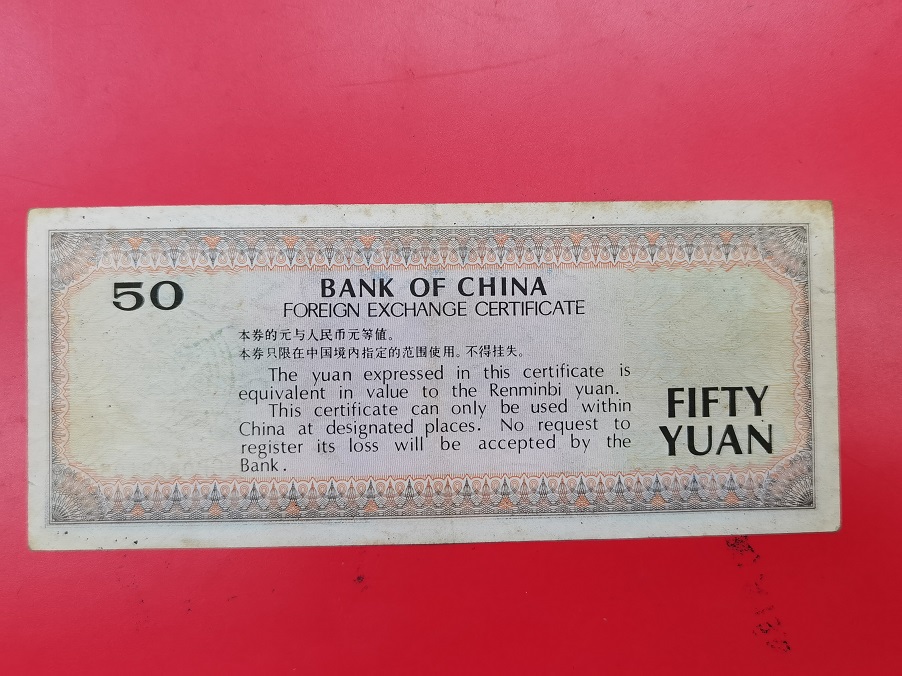 50
BANK OF CHINA
FOREIGN EXCHANGE CERTIFICATE
本券的元与人民币元等值。
本券只限在中国境内指定的范围使用。不得挂失。
The yuan expressed in this certificate is
equivalent in value to the Renminbi yuan.
This certificate can only be used within
China at designated places. No request to
register its loss will be accepted by the
Bank.
FIFTY
YUAN